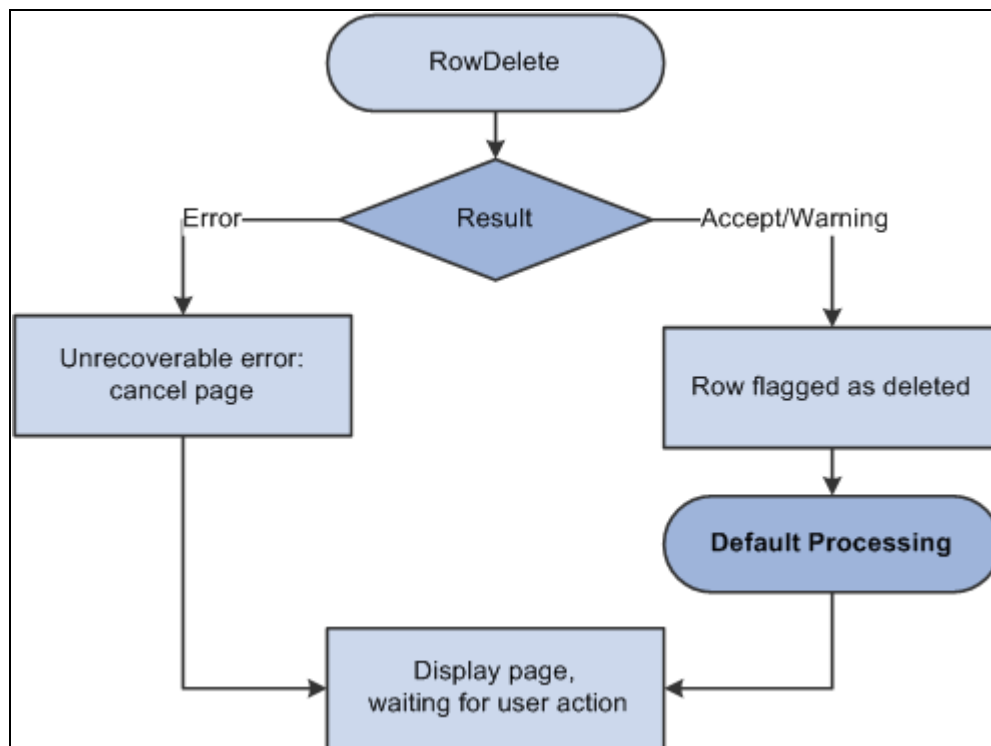 RowDelete
Result
Error
Accept/Warning
Unrecoverable error:
cancel page
Row flagged as deleted
Default Processing
Display page,
waiting for user action